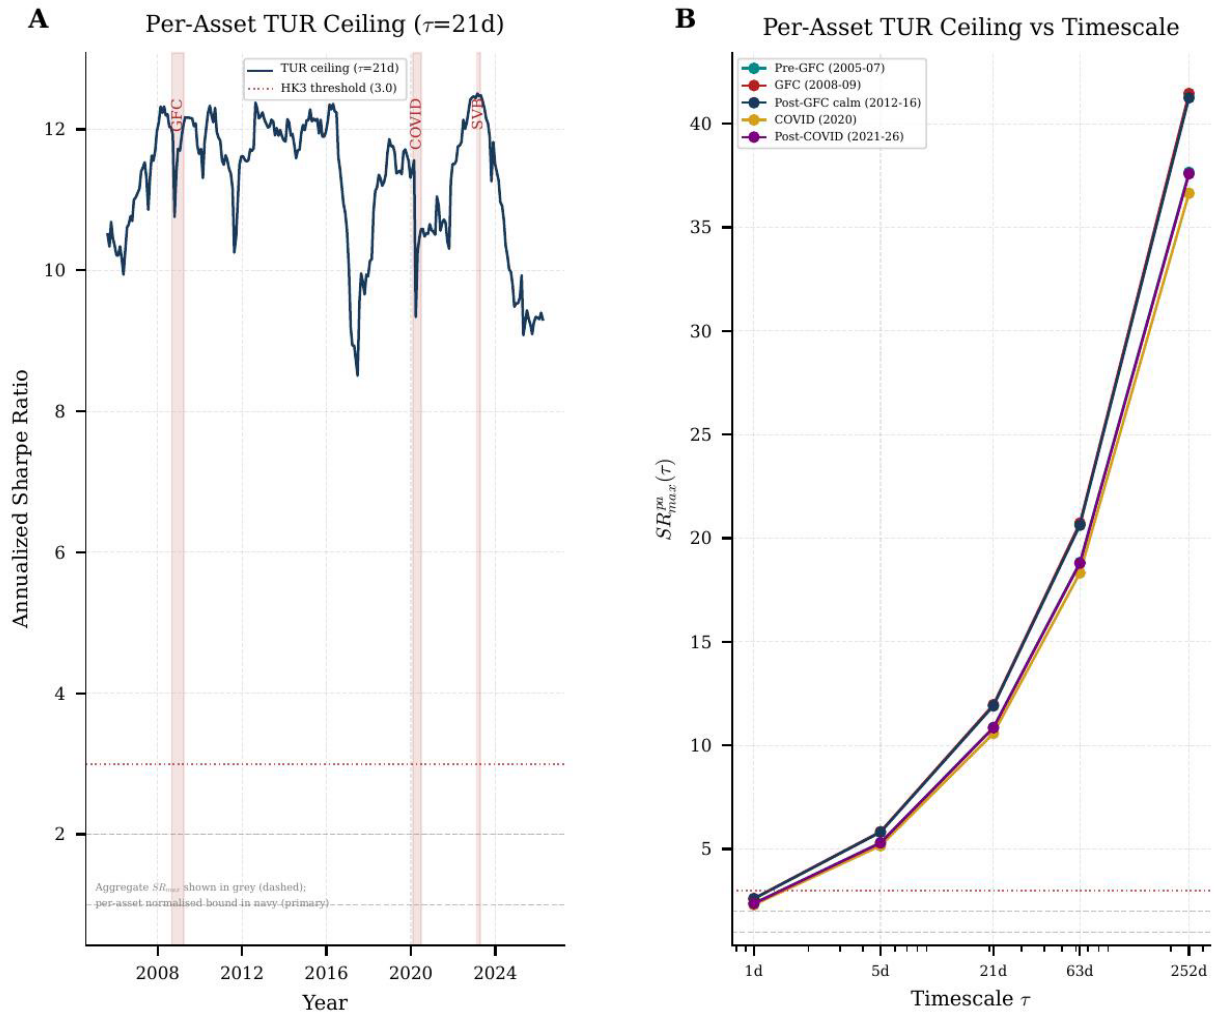 A
Per-Asset TUR Ceiling (τ=21d)
TUR ceiling (τ=21d)
HK3 threshold (3.0)
GFC
COVID
SVB
12
10
8
6
4
2
Annualized Sharpe Ratio
Aggregate SR_max shown in grey (dashed);
per-asset normalised bound in navy (primary)
2008
2012
2016
2020
2024
Year
B
Per-Asset TUR Ceiling vs Timescale
Pre-GFC (2005-07)
GFC (2008-09)
Post-GFC calm (2012-16)
COVID (2020)
Post-COVID (2021-26)
40
35
30
25
20
15
10
5
SR^{pa}_{max}(τ)
1d
5d
21d
63d
252d
Timescale τ